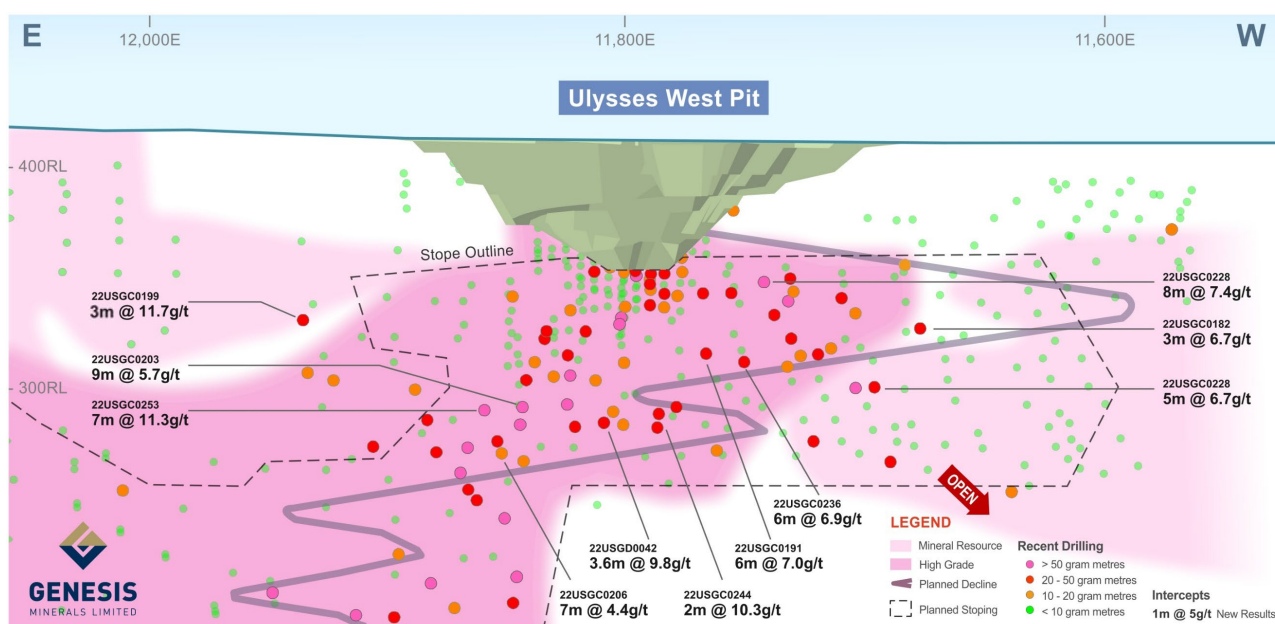 E
12,000E
11,800E
11,600E
W
Ulysses West Pit
400RL
Stope Outline
22USGC0199
3m @ 11.7g/t
22USGC0228
8m @ 7.4g/t
22USGC0182
3m @ 6.7g/t
22USGC0203
9m @ 5.7g/t
300RL
22USGC0228
5m @ 6.7g/t
22USGC0253
7m @ 11.3g/t
OPEN
22USGC0236
6m @ 6.9g/t
22USGD0042
3.6m @ 9.8g/t
22USGC0191
6m @ 7.0g/t
22USGC0206
7m @ 4.4g/t
22USGC0244
2m @ 10.3g/t
GENESIS
MINERALS LIMITED
LEGEND
Mineral Resource
High Grade
Planned Decline
Planned Stoping
Recent Drilling
> 50 gram metres
20 - 50 gram metres
10 - 20 gram metres
< 10 gram metres
Intercepts
1m @ 5g/t New Results